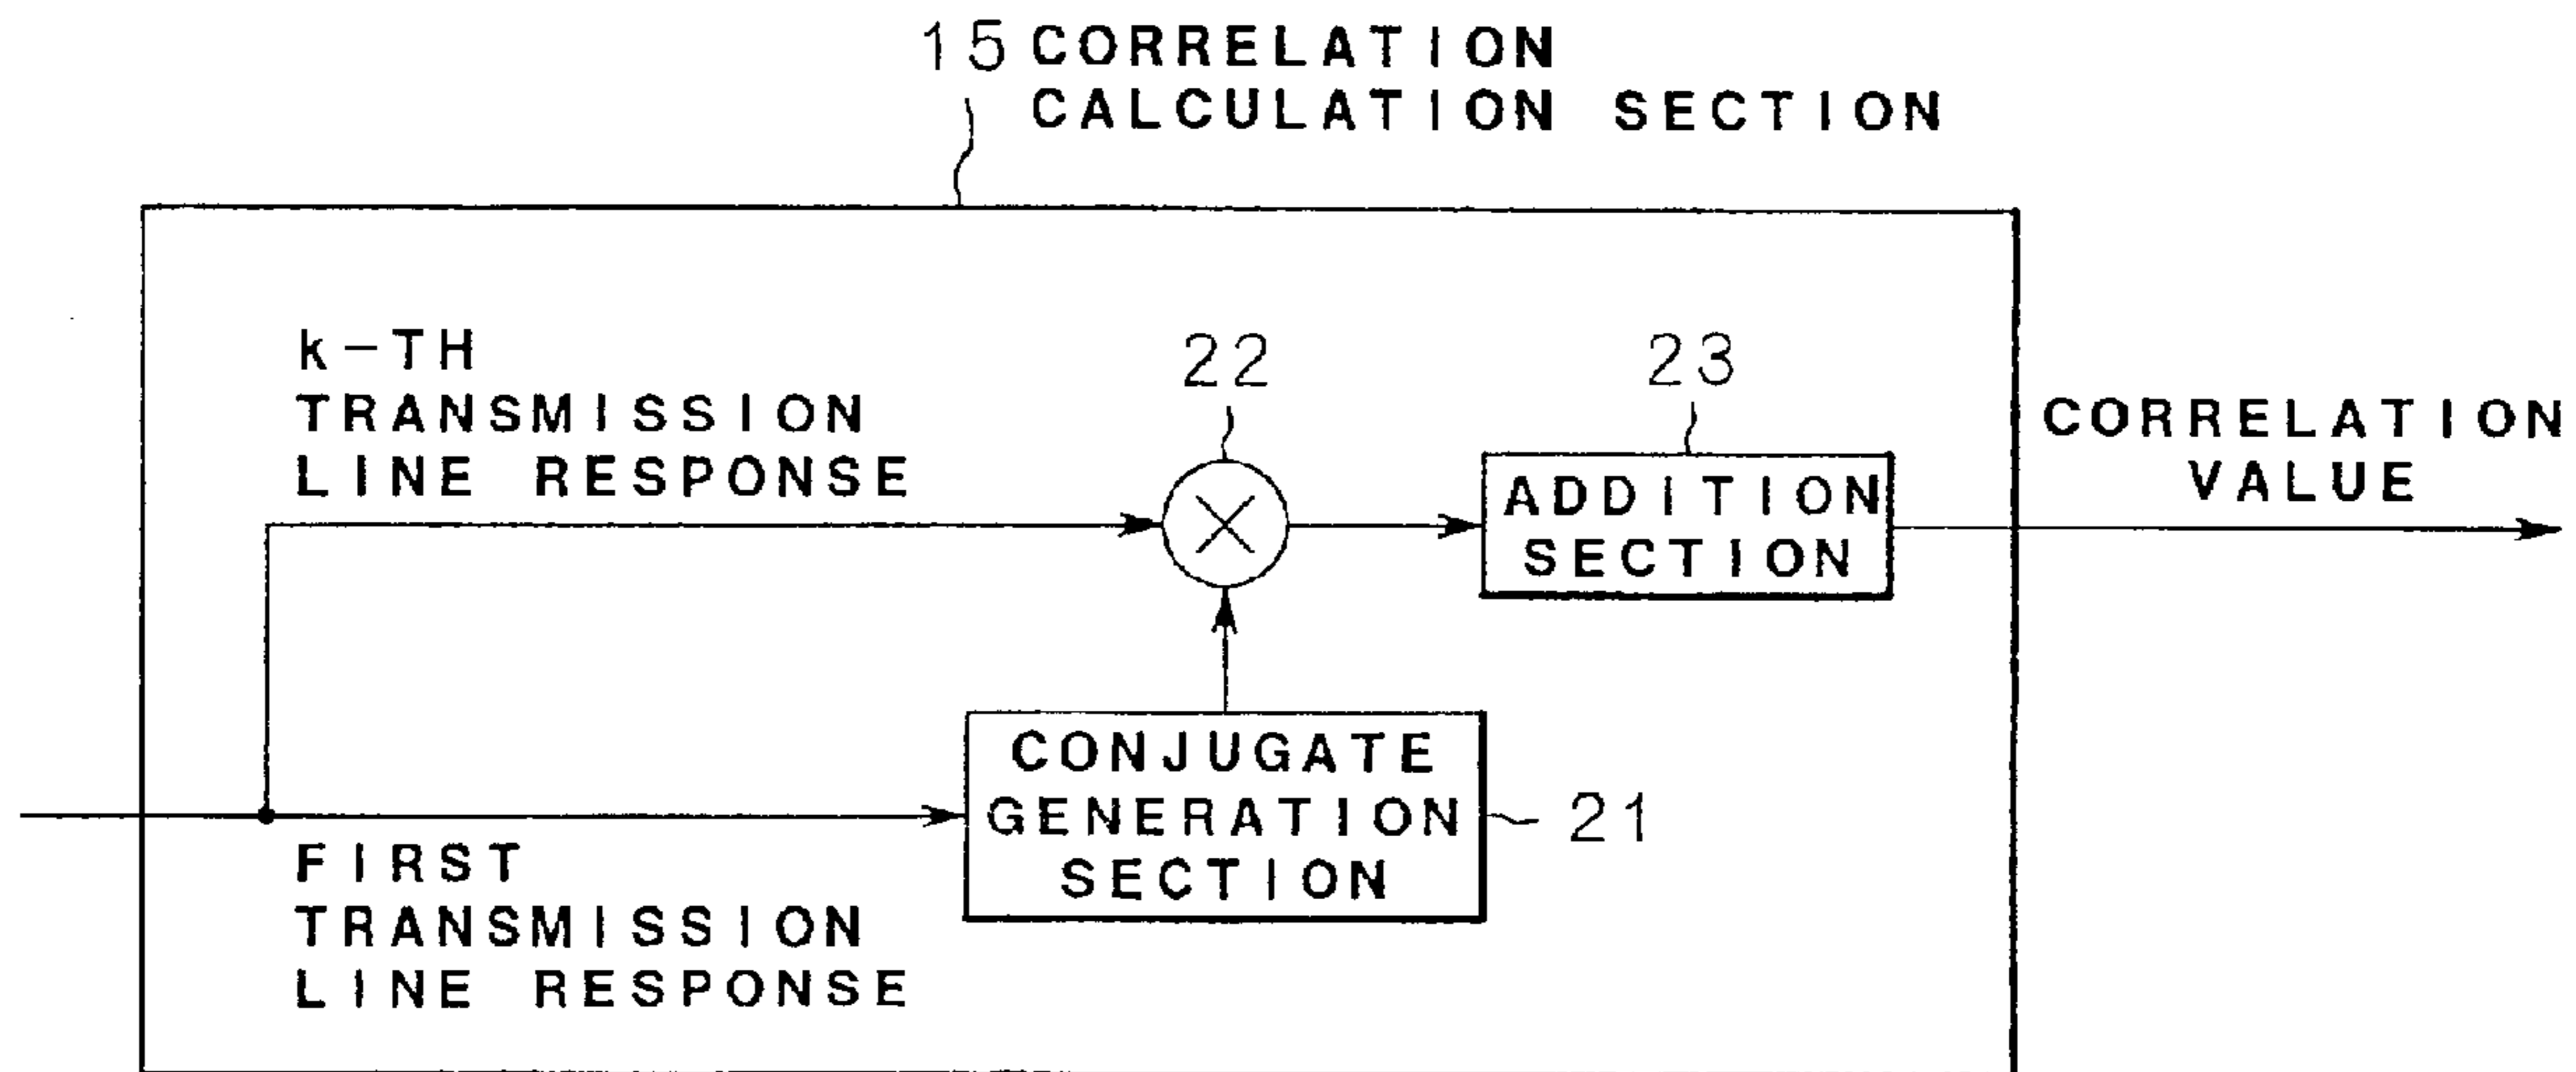 15 CORRELATION
CALCULATION SECTION
k-TH
TRANSMISSION
LINE RESPONSE
22
23
ADDITION
SECTION
CORRELATION
VALUE
CONJUGATE
GENERATION
SECTION
21
FIRST
TRANSMISSION
LINE RESPONSE